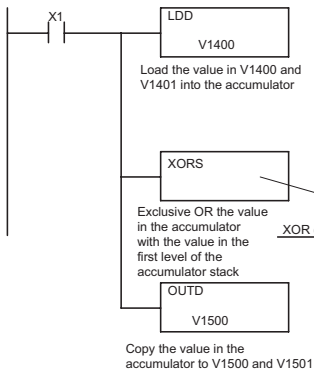 X1
LDD
V1400
Load the value in V1400 and
V1401 into the accumulator
XORS
Exclusive OR the value
in the accumulator
with the value in the
first level of the
accumulator stack
XOR
OUTD
V1500
Copy the value in the
accumulator to V1500 and V1501